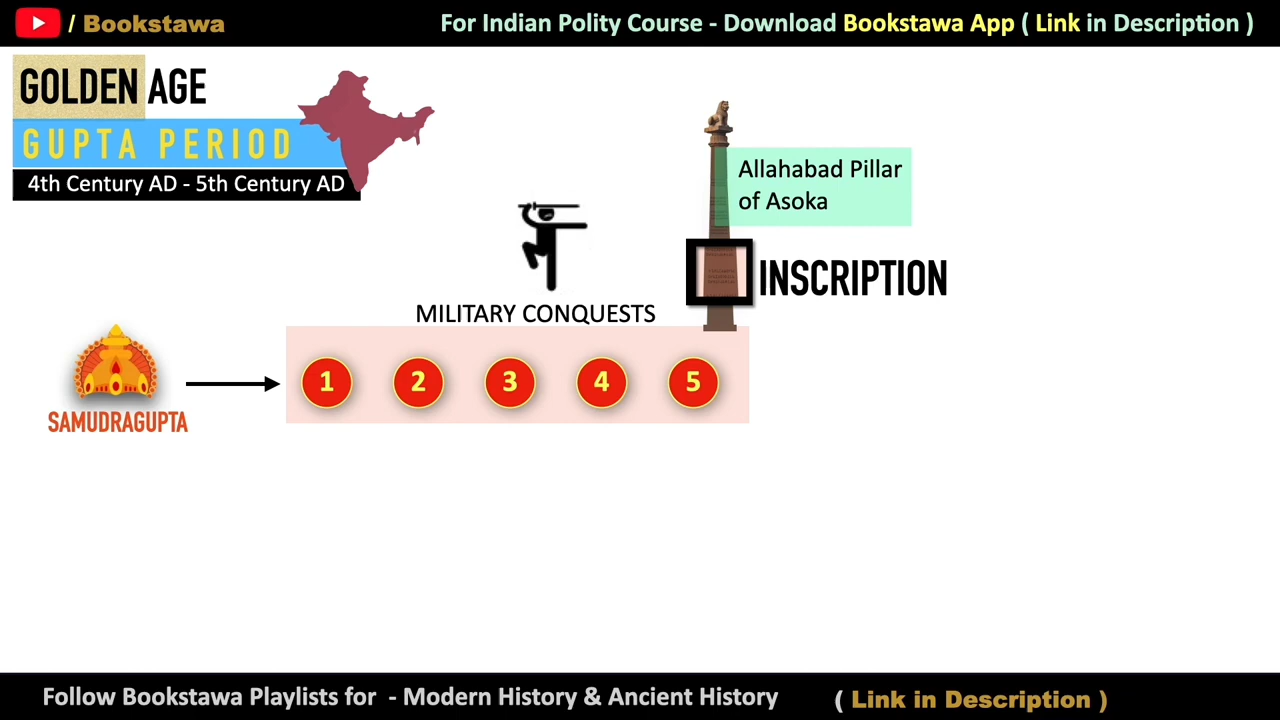 / Bookstawa
For Indian Polity Course - Download Bookstawa App ( Link in Description )
GOLDEN AGE
GUPTA PERIOD
4th Century AD - 5th Century AD
Allahabad Pillar
of Asoka
INSCRIPTION
MILITARY CONQUESTS
1 2 3 4 5
SAMUDRAGUPTA
Follow Bookstawa Playlists for - Modern History & Ancient History
( Link in Description )